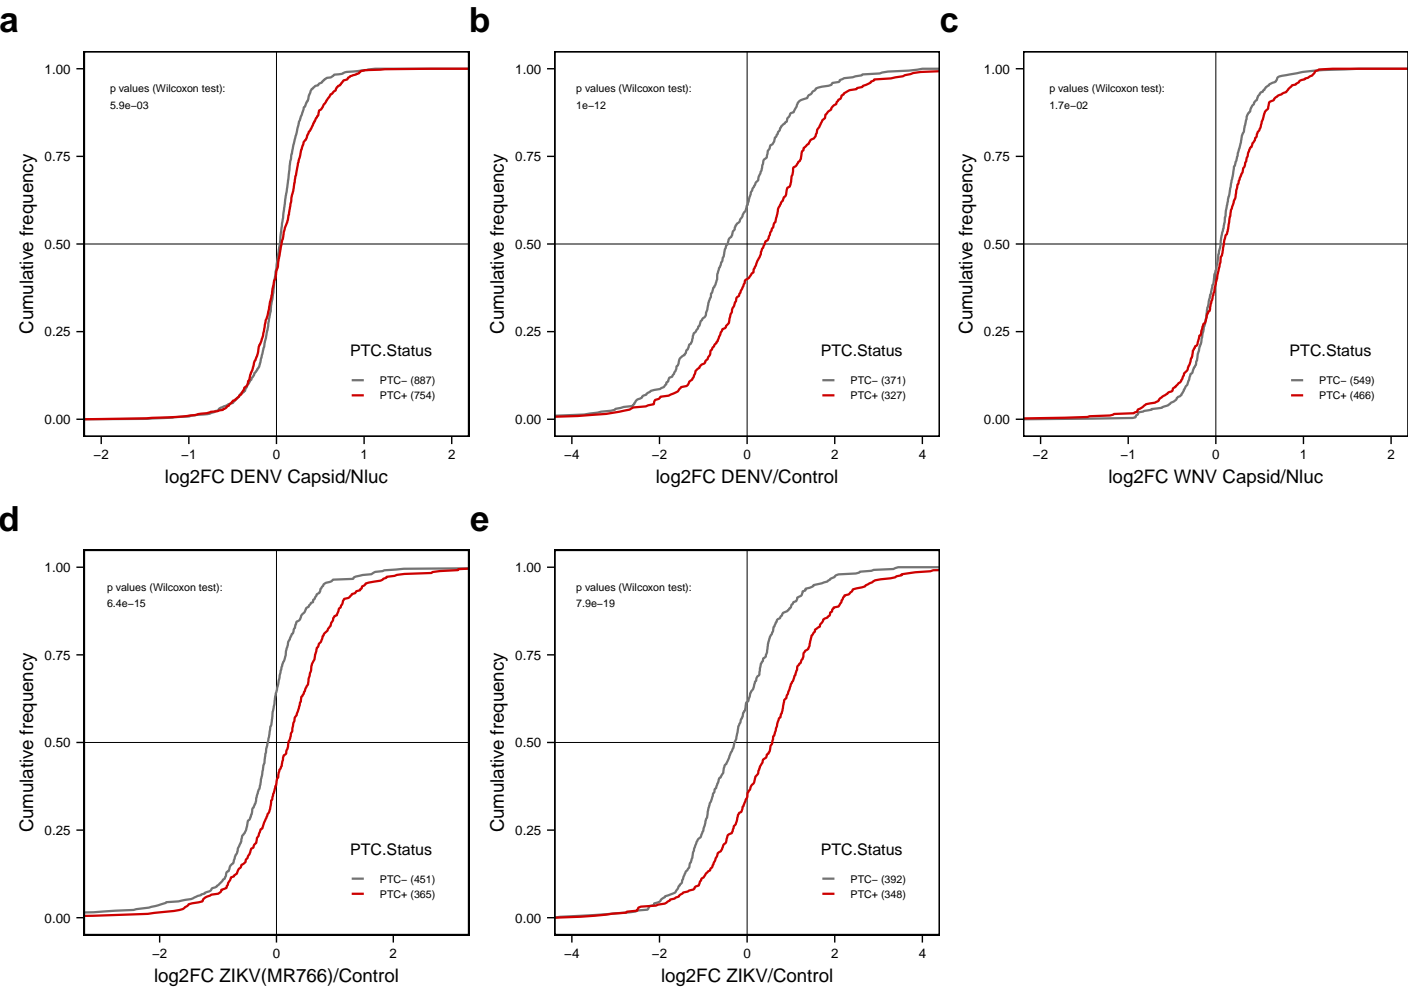 a
p values (Wilcoxon test):
5.9e−03
Cumulative frequency
1.00
0.75
0.50
0.25
0.00
PTC.Status
PTC− (887)
PTC+ (754)
−2 −1 0 1 2
log2FC DENV Capsid/Nluc
b
p values (Wilcoxon test):
1e−12
Cumulative frequency
1.00
0.75
0.50
0.25
0.00
PTC.Status
PTC− (371)
PTC+ (327)
−4 −2 0 2 4
log2FC DENV/Control
c
p values (Wilcoxon test):
1.7e−02
Cumulative frequency
1.00
0.75
0.50
0.25
0.00
PTC.Status
PTC− (549)
PTC+ (466)
−2 −1 0 1 2
log2FC WNV Capsid/Nluc
d
p values (Wilcoxon test):
6.4e−15
Cumulative frequency
1.00
0.75
0.50
0.25
0.00
PTC.Status
PTC− (451)
PTC+ (365)
−2 0 2
log2FC ZIKV(MR766)/Control
e
p values (Wilcoxon test):
7.9e−19
Cumulative frequency
1.00
0.75
0.50
0.25
0.00
PTC.Status
PTC− (392)
PTC+ (348)
−4 −2 0 2 4
log2FC ZIKV/Control